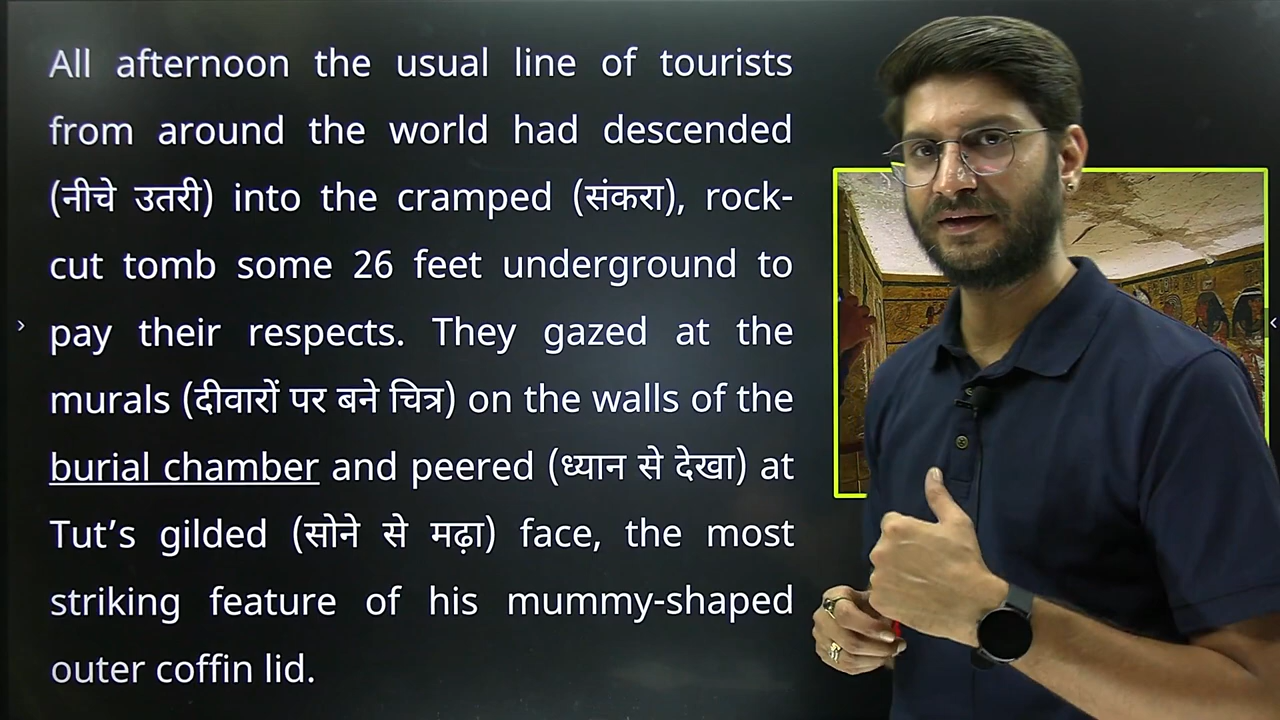 All afternoon the usual line of tourists
from around the world had descended
(नीचे उतरी) into the cramped (संकरा), rock-
cut tomb some 26 feet underground to
pay their respects. They gazed at the
murals (दीवारों पर बने चित्र) on the walls of the
burial chamber and peered (ध्यान से देखा) at
Tut’s gilded (सोने से मढ़ा) face, the most
striking feature of his mummy-shaped
outer coffin lid.